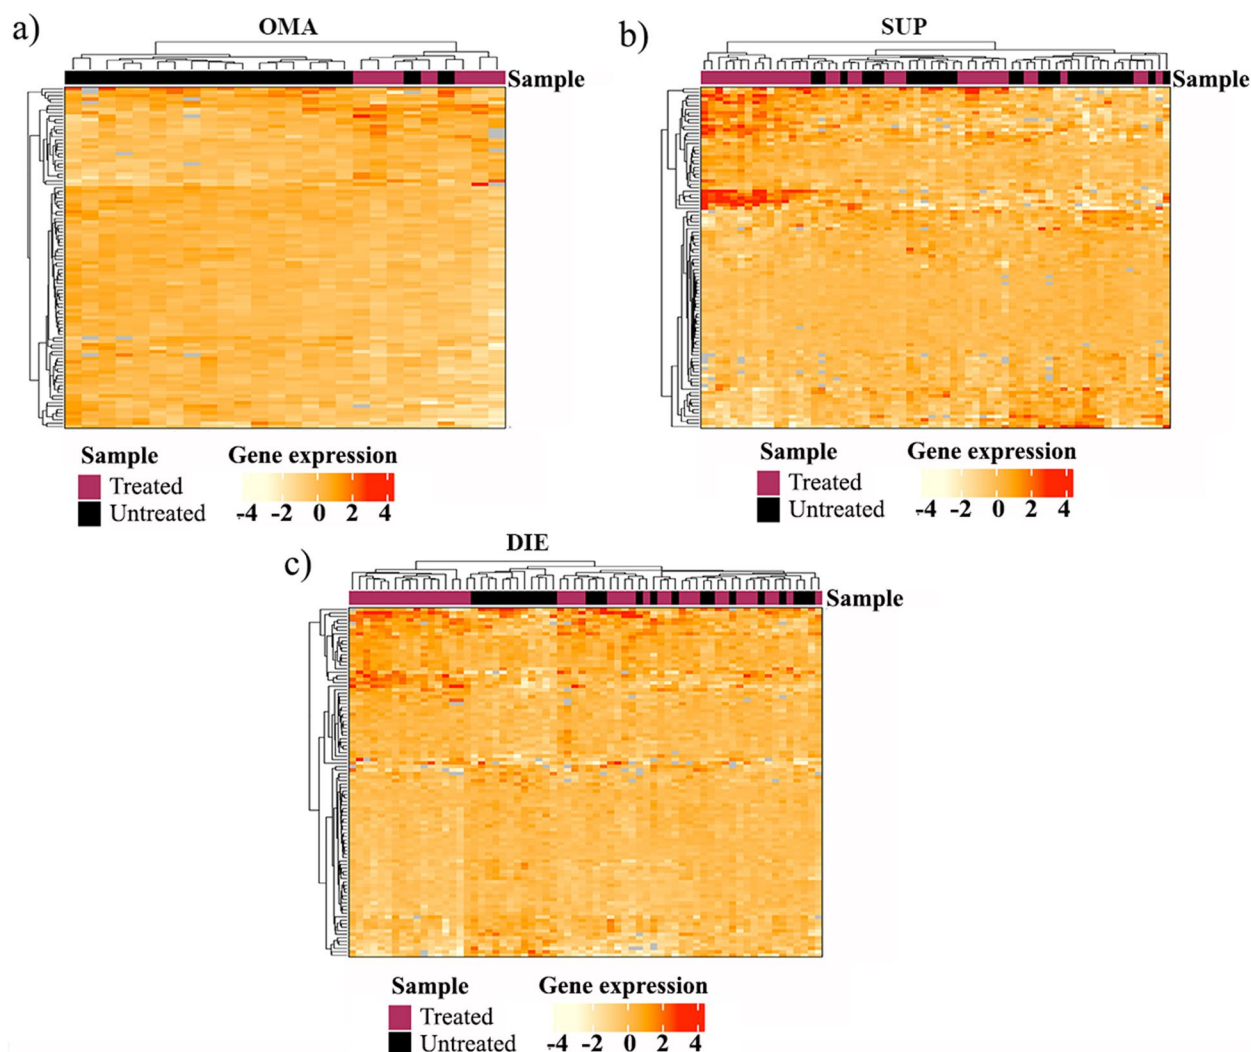 a)
OMA
Sample
Sample
Treated
Untreated
Gene expression
-4 -2 0 2 4
b)
SUP
Sample
Sample
Treated
Untreated
Gene expression
-4 -2 0 2 4
c)
DIE
Sample
Sample
Treated
Untreated
Gene expression
-4 -2 0 2 4